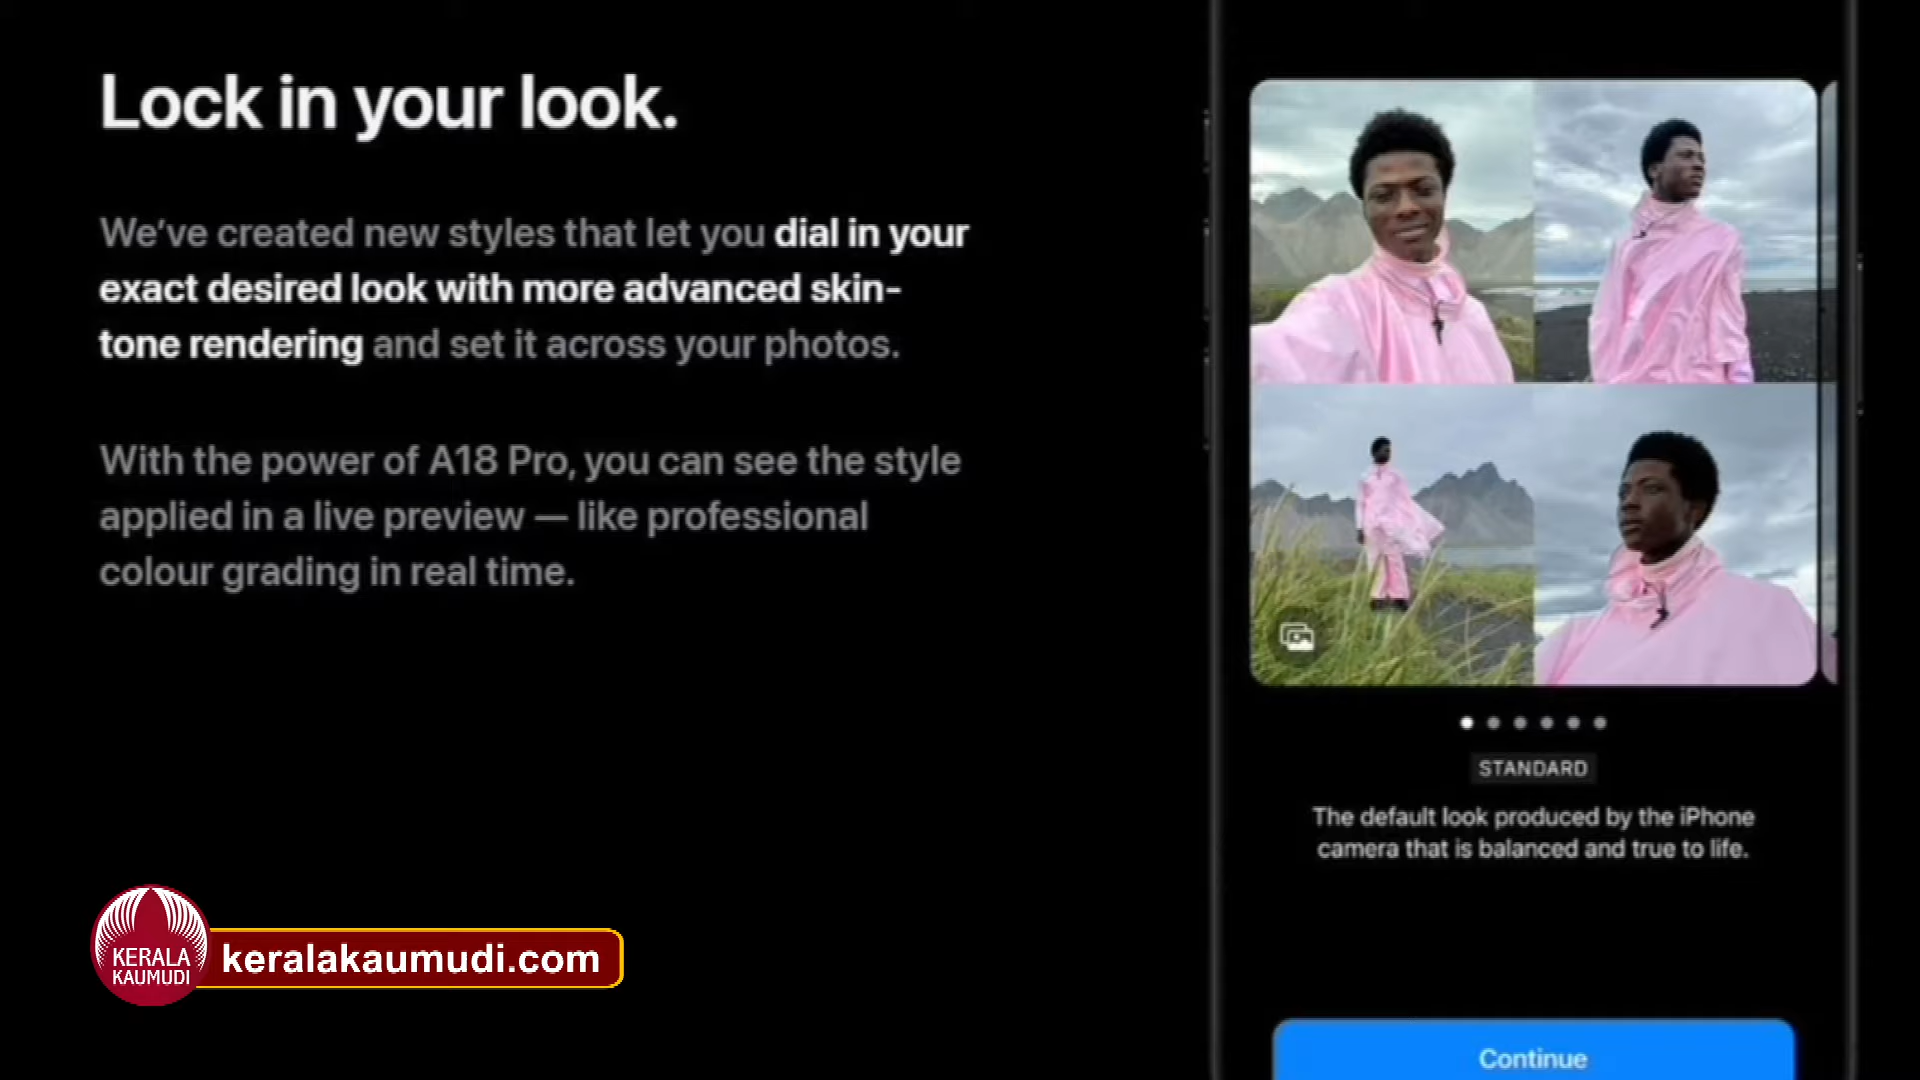 Lock in your look.
We’ve created new styles that let you dial in your
exact desired look with more advanced skin-
tone rendering and set it across your photos.
With the power of A18 Pro, you can see the style
applied in a live preview — like professional
colour grading in real time.
STANDARD
The default look produced by the iPhone
camera that is balanced and true to life.
Continue
KERALA
KAUMUDI
keralakaumudi.com